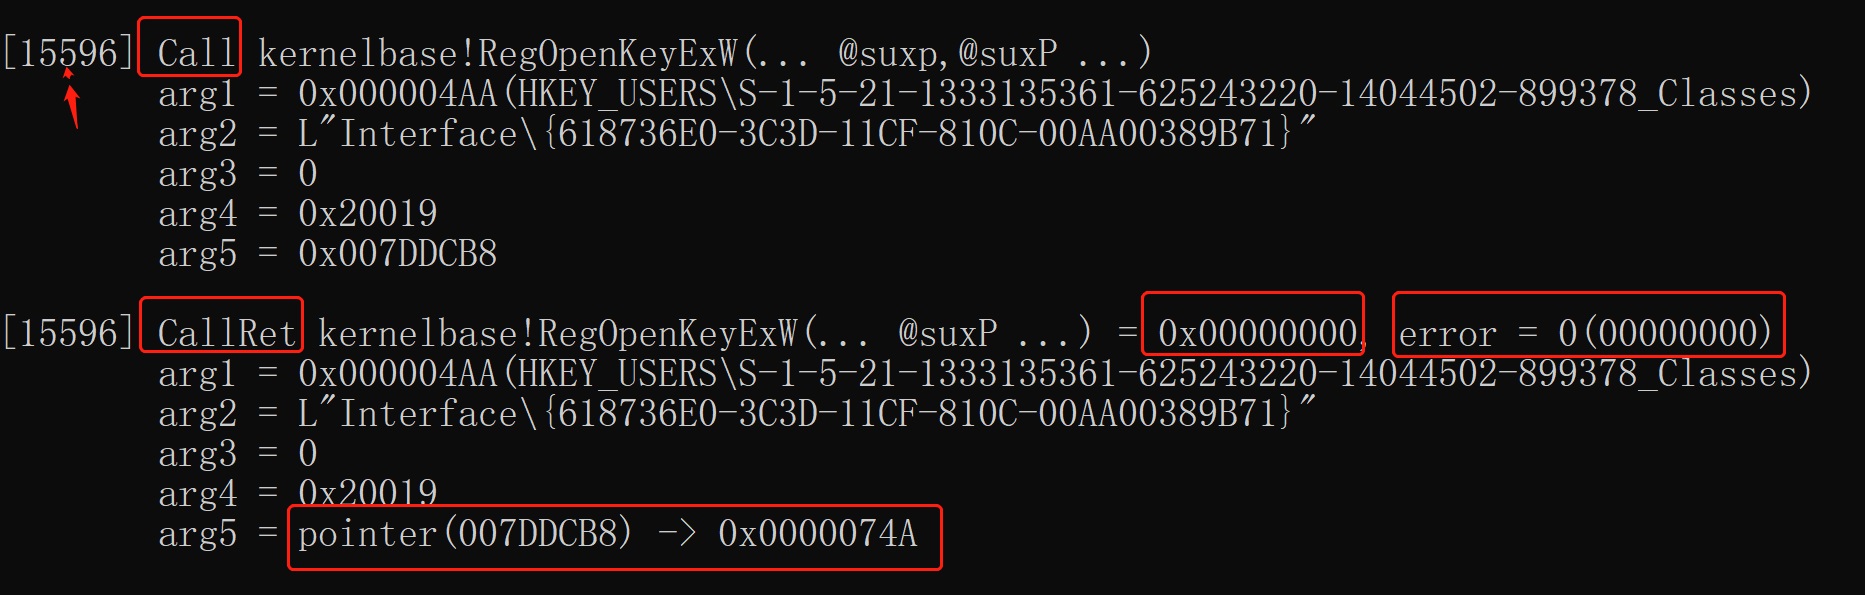 [15596] Call kernelbase!RegOpenKeyExW(... @suxp,@suxP ...)
arg1 = 0x000004AA(HKEY_USERS\S-1-5-21-1333135361-625243220-14044502-899378_Classes)
arg2 = L"Interface\{618736E0-3C3D-11CF-810C-00AA00389B71}"
arg3 = 0
arg4 = 0x20019
arg5 = 0x007DDCB8
[15596] CallRet kernelbase!RegOpenKeyExW(... @suxP ...) = 0x00000000, error = 0(00000000)
arg1 = 0x000004AA(HKEY_USERS\S-1-5-21-1333135361-625243220-14044502-899378_Classes)
arg2 = L"Interface\{618736E0-3C3D-11CF-810C-00AA00389B71}"
arg3 = 0
arg4 = 0x20019
arg5 = pointer(007DDCB8) -> 0x0000074A